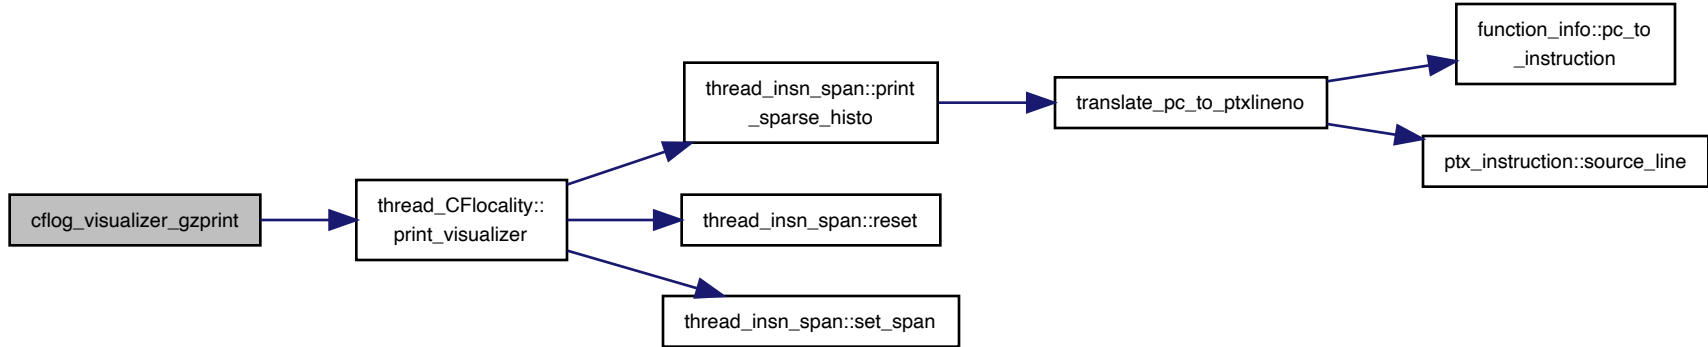 cflog_visualizer_gzprint
thread_CFlocality::
print_visualizer
thread_insn_span::print
_sparse_histo
thread_insn_span::reset
thread_insn_span::set_span
translate_pc_to_ptxlineno
function_info::pc_to
_instruction
ptx_instruction::source_line